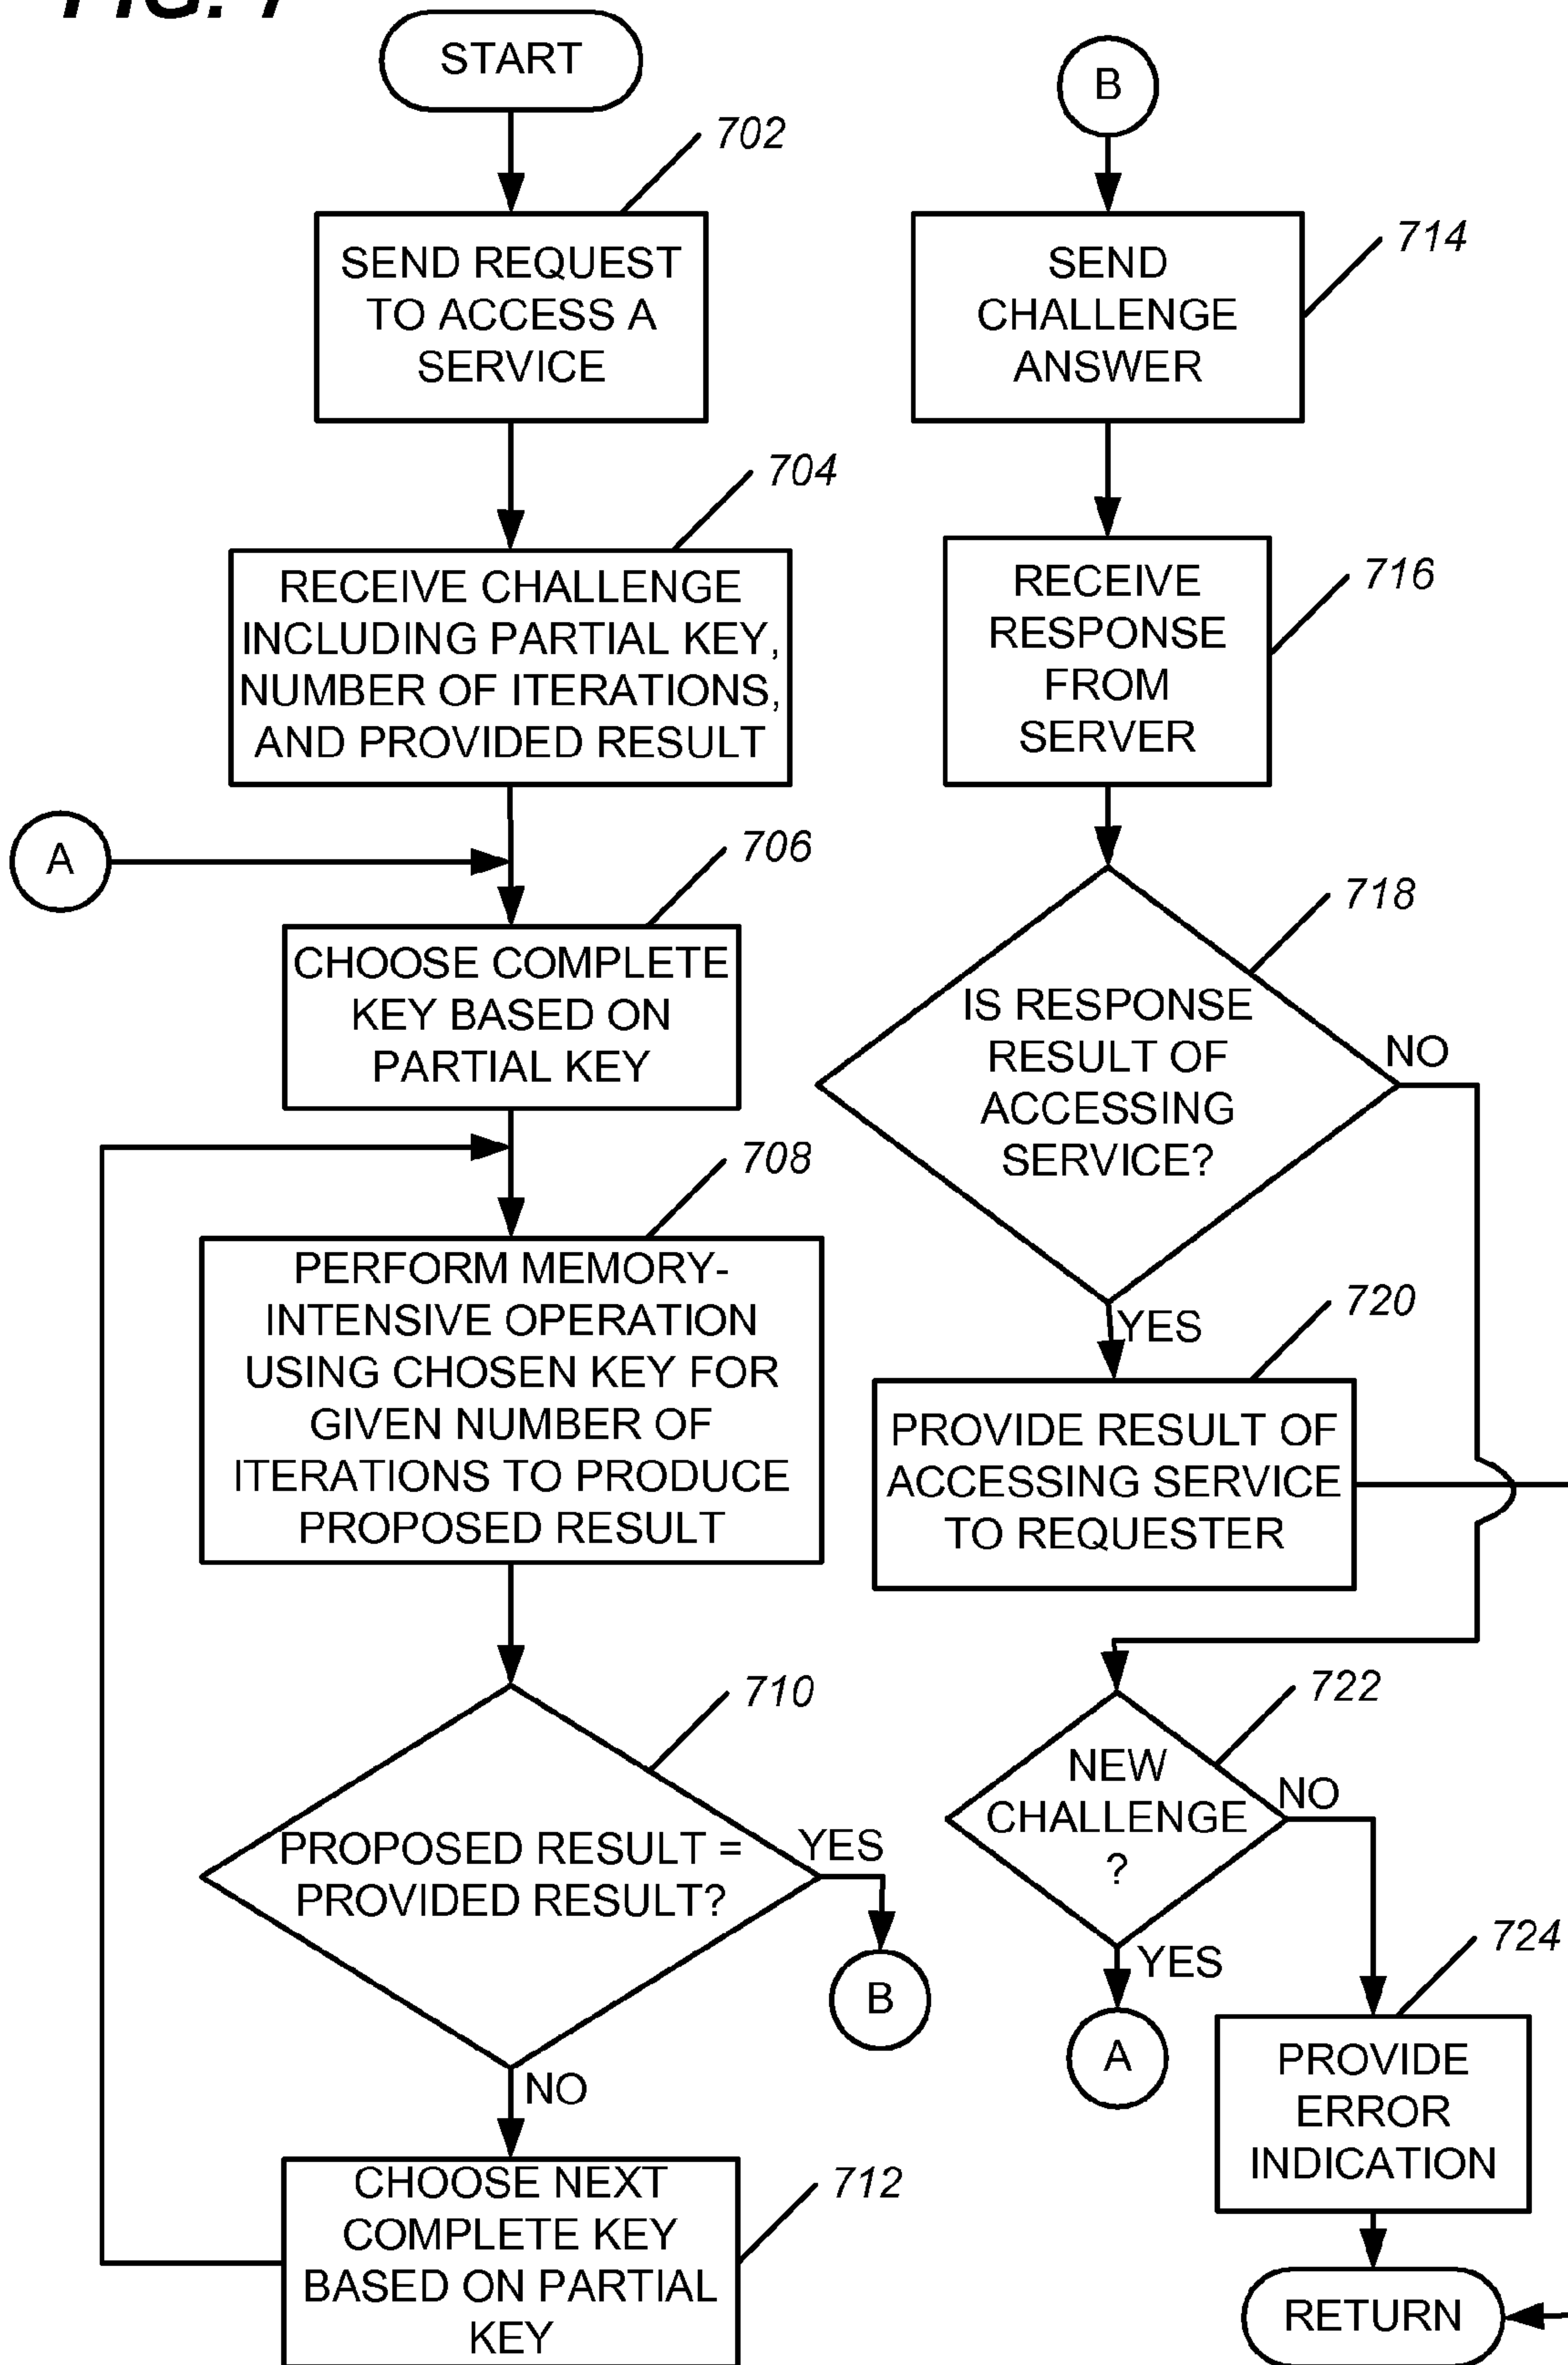 FIG. 7
START
702
SEND REQUEST
TO ACCESS A
SERVICE
704
RECEIVE CHALLENGE
INCLUDING PARTIAL KEY,
NUMBER OF ITERATIONS,
AND PROVIDED RESULT
A
706
CHOOSE COMPLETE
KEY BASED ON
PARTIAL KEY
708
PERFORM MEMORY-
INTENSIVE OPERATION
USING CHOSEN KEY FOR
GIVEN NUMBER OF
ITERATIONS TO PRODUCE
PROPOSED RESULT
710
PROPOSED RESULT =
PROVIDED RESULT?
YES
B
NO
712
CHOOSE NEXT
COMPLETE KEY
BASED ON PARTIAL
KEY
B
714
SEND
CHALLENGE
ANSWER
716
RECEIVE
RESPONSE
FROM
SERVER
718
IS RESPONSE
RESULT OF
ACCESSING
SERVICE?
NO
YES
720
PROVIDE RESULT OF
ACCESSING SERVICE
TO REQUESTER
722
NEW
CHALLENGE
?
NO
YES
A
724
PROVIDE
ERROR
INDICATION
RETURN